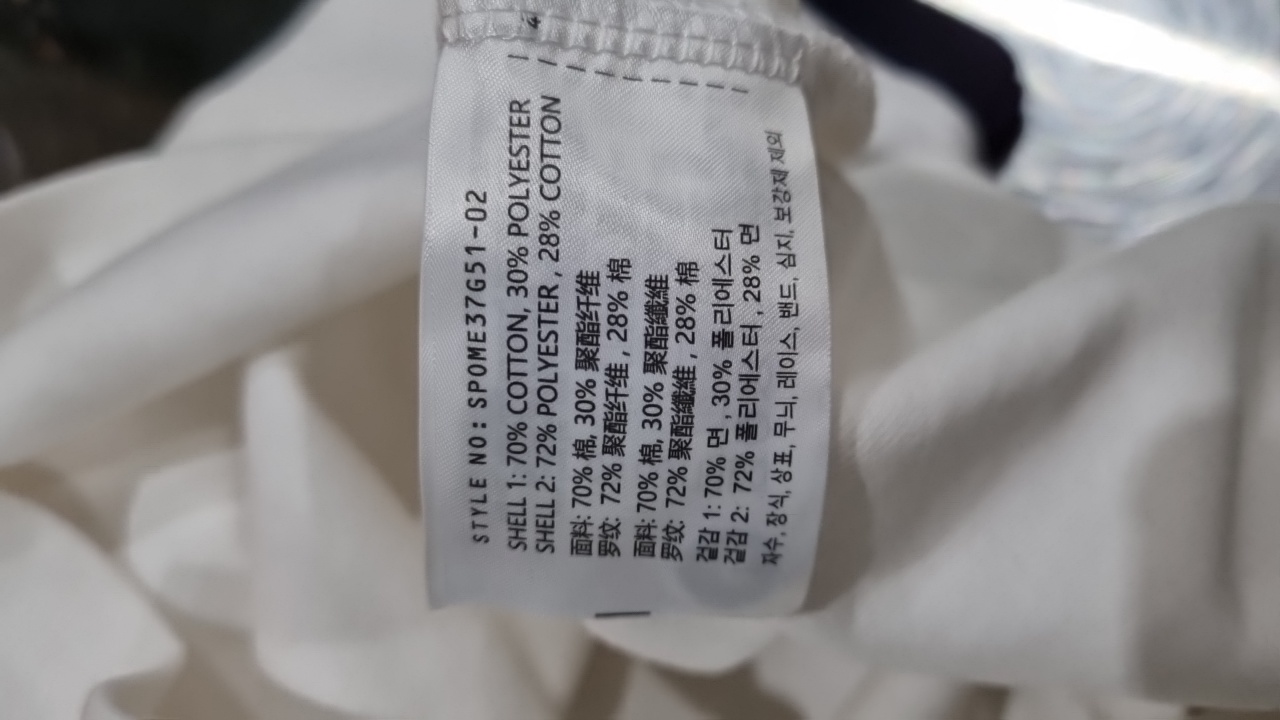 STYLE NO: SPOME37G51-02
SHELL 1: 70% COTTON, 30% POLYESTER
SHELL 2: 72% POLYESTER , 28% COTTON
面料: 70% 棉, 30% 聚酯纤维
罗纹: 72% 聚酯纤维 , 28% 棉
面料: 70% 棉, 30% 聚酯纖維
罗纹: 72% 聚酯纖維 , 28% 棉
겉감 1: 70% 면 , 30% 폴리에스터
겉감 2: 72% 폴리에스터 , 28% 면
자수, 장식, 상표, 무늬, 레이스, 밴드, 심지, 보강제 제외